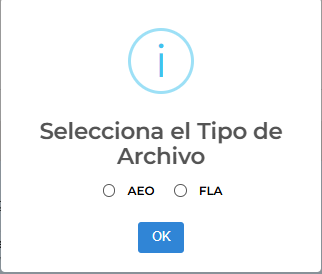 Selecciona el Tipo de
Archivo
AEO FLA
OK